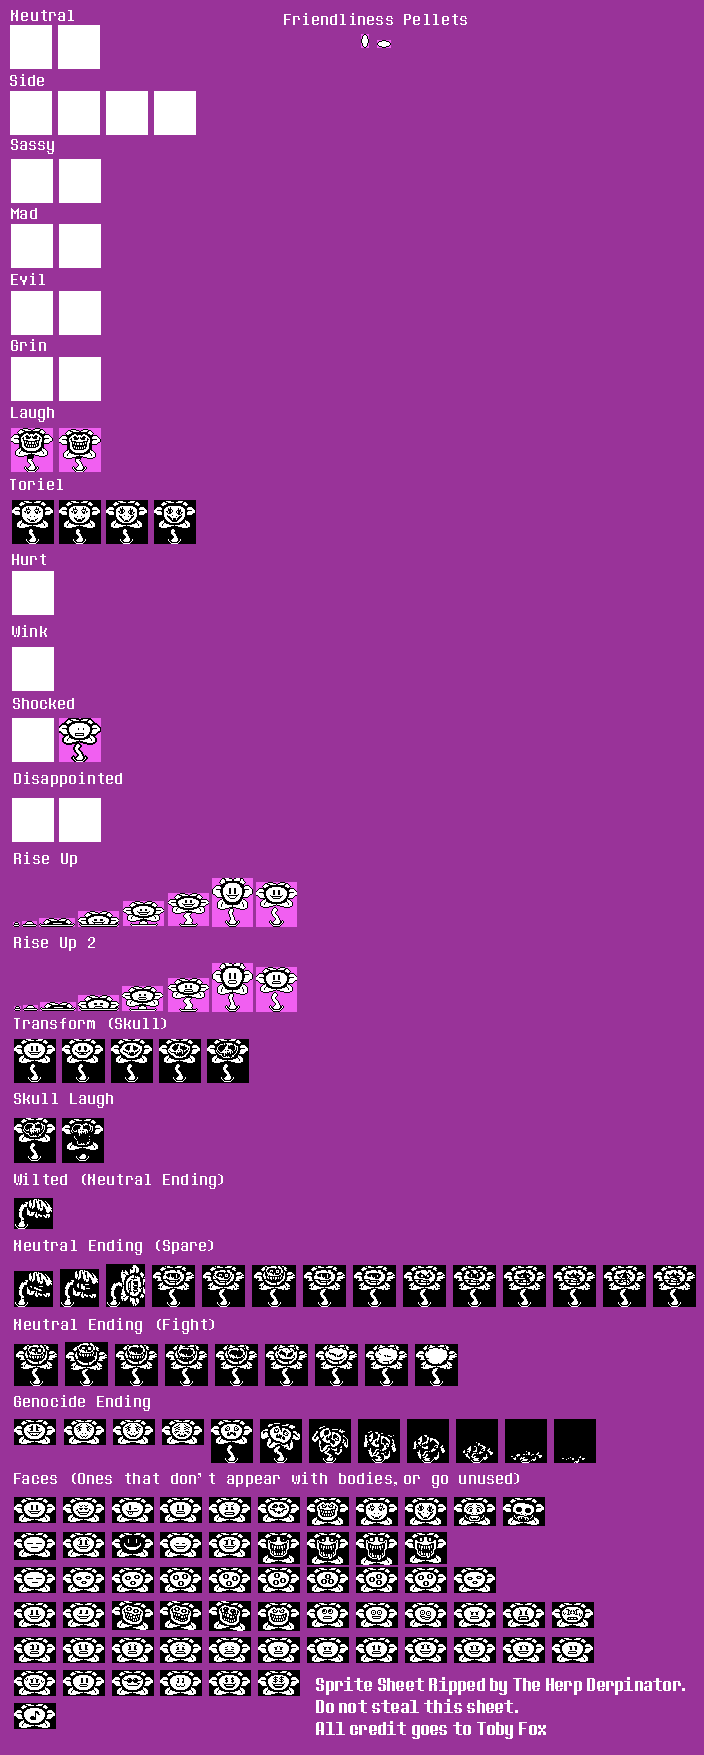 Neutral
Friendliness Pellets
Side
Sassy
Mad
Evil
Grin
Laugh
Toriel
Hurt
Wink
Shocked
Disappointed
Rise Up
Rise Up 2
Transform (Skull)
Skull Laugh
Wilted (Neutral Ending)
Neutral Ending (Spare)
Neutral Ending (Fight)
Genocide Ending
Faces (Ones that don't appear with bodies, or go unused)
Sprite Sheet Ripped by The Herp Derpinator.
Do not steal this sheet.
All credit goes to Toby Fox